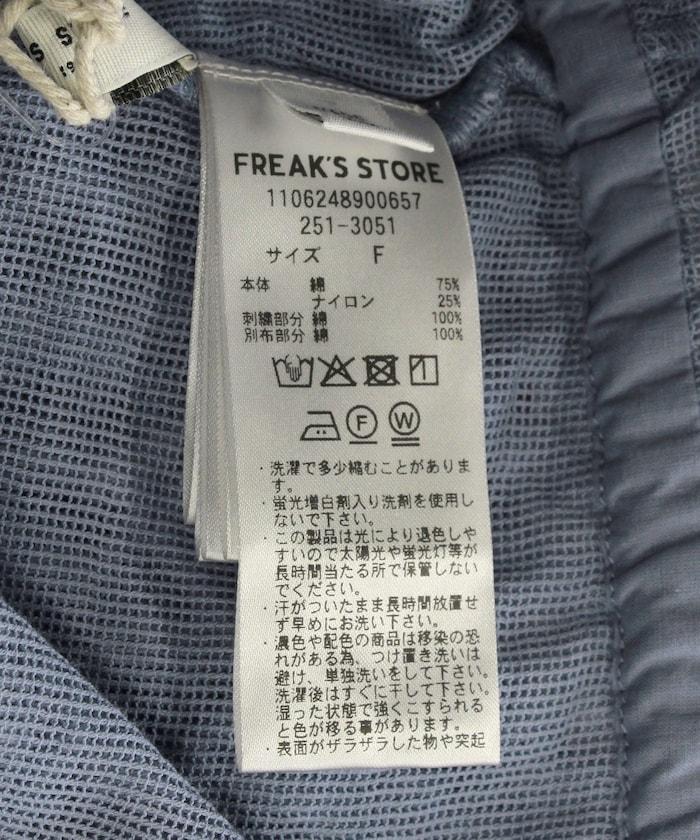 S S
19
FREAK'S STORE
1106248900657
251-3051
サイズ F
本体 綿 75%
ナイロン 25%
刺繍部分 綿 100%
別布部分 綿 100%
F W
・洗濯で多少縮むことがありま
す。
・蛍光増白剤入り洗剤を使用し
ないで下さい。
・この製品は光により退色しや
すいので太陽光や蛍光灯等が
長時間当たる所で保管しない
でください。
・汗がついたまま長時間放置せ
ず早めにお洗い下さい。
・濃色や配色の商品は移染の恐
れがある為、つけ置き洗いは
避け、単独洗いをして下さい。
洗濯後はすぐに干して下さい。
湿った状態で強くこすられる
と色が移る事があります。
・表面がザラザラした物や突起